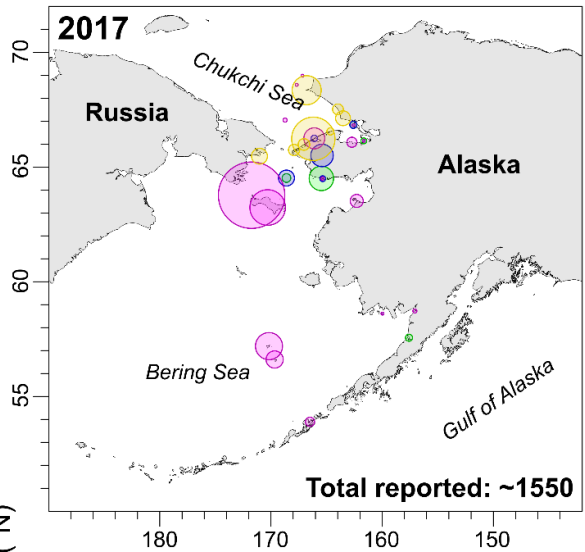 2017
Chukchi Sea
Russia
Alaska
Bering Sea
Gulf of Alaska
Total reported: ~1550
70
65
60
55
(°N)
180
170
160
150